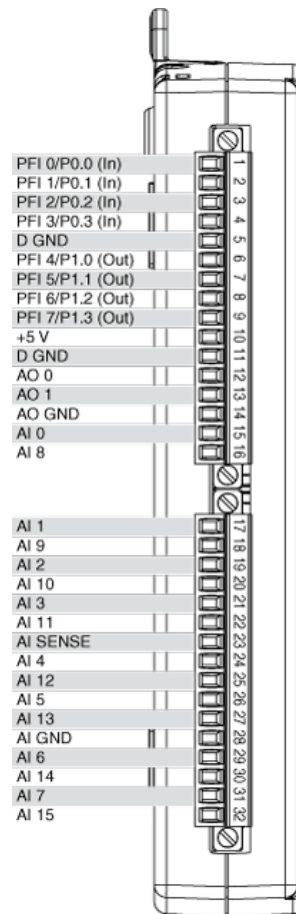 PFI 0/P0.0 (In) 1
PFI 1/P0.1 (In) 2
PFI 2/P0.2 (In) 3
PFI 3/P0.3 (In) 4
D GND 5
PFI 4/P1.0 (Out) 6
PFI 5/P1.1 (Out) 7
PFI 6/P1.2 (Out) 8
PFI 7/P1.3 (Out) 9
+5 V 10
D GND 11
AO 0 12
AO 1 13
AO GND 14
AI 0 15
AI 8 16
AI 1 17
AI 9 18
AI 2 19
AI 10 20
AI 3 21
AI 11 22
AI SENSE 23
AI 4 24
AI 12 25
AI 5 26
AI 13 27
AI GND 28
AI 6 29
AI 14 30
AI 7 31
AI 15 32